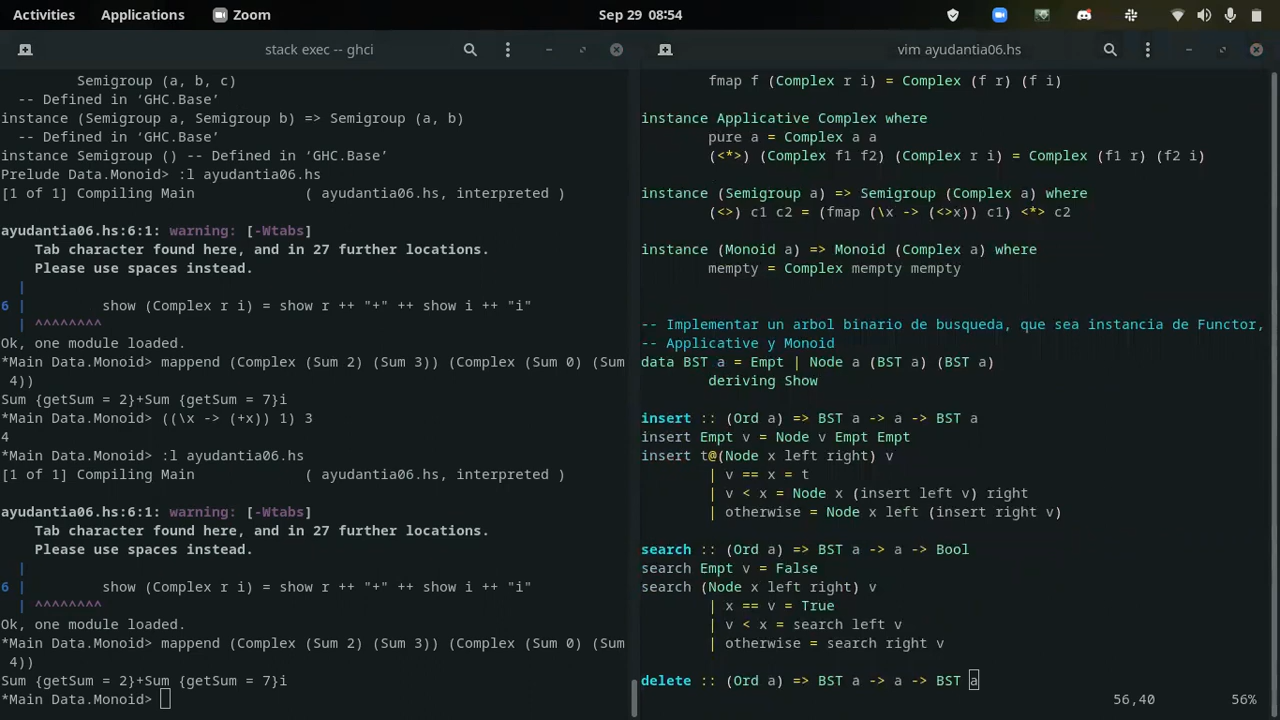 Activities Applications Zoom Sep 29 08:54
stack exec -- ghci
Semigroup (a, b, c)
-- Defined in ‘GHC.Base’
instance (Semigroup a, Semigroup b) => Semigroup (a, b)
-- Defined in ‘GHC.Base’
instance Semigroup () -- Defined in ‘GHC.Base’
Prelude Data.Monoid> :l ayudantia06.hs
[1 of 1] Compiling Main             ( ayudantia06.hs, interpreted )
ayudantia06.hs:6:1: warning: [-Wtabs]
Tab character found here, and in 27 further locations.
Please use spaces instead.
|
6 |         show (Complex r i) = show r ++ "+" ++ show i ++ "i"
| ^^^^^^^^
Ok, one module loaded.
*Main Data.Monoid> mappend (Complex (Sum 2) (Sum 3)) (Complex (Sum 0) (Sum
4))
Sum {getSum = 2}+Sum {getSum = 7}i
*Main Data.Monoid> ((\x -> (+x)) 1) 3
4
*Main Data.Monoid> :l ayudantia06.hs
[1 of 1] Compiling Main             ( ayudantia06.hs, interpreted )
ayudantia06.hs:6:1: warning: [-Wtabs]
Tab character found here, and in 27 further locations.
Please use spaces instead.
|
6 |         show (Complex r i) = show r ++ "+" ++ show i ++ "i"
| ^^^^^^^^
Ok, one module loaded.
*Main Data.Monoid> mappend (Complex (Sum 2) (Sum 3)) (Complex (Sum 0) (Sum
4))
Sum {getSum = 2}+Sum {getSum = 7}i
*Main Data.Monoid>
vim ayudantia06.hs
fmap f (Complex r i) = Complex (f r) (f i)
instance Applicative Complex where
pure a = Complex a a
(<*>) (Complex f1 f2) (Complex r i) = Complex (f1 r) (f2 i)
instance (Semigroup a) => Semigroup (Complex a) where
(<>) c1 c2 = (fmap (\x -> (<>x)) c1) <*> c2
instance (Monoid a) => Monoid (Complex a) where
mempty = Complex mempty mempty
-- Implementar un arbol binario de busqueda, que sea instancia de Functor,
-- Applicative y Monoid
data BST a = Empt | Node a (BST a) (BST a)
deriving Show
insert :: (Ord a) => BST a -> a -> BST a
insert Empt v = Node v Empt Empt
insert t@(Node x left right) v
| v == x = t
| v < x = Node x (insert left v) right
| otherwise = Node x left (insert right v)
search :: (Ord a) => BST a -> a -> Bool
search Empt v = False
search (Node x left right) v
| x == v = True
| v < x = search left v
| otherwise = search right v
delete :: (Ord a) => BST a -> a -> BST a
56,40 56%